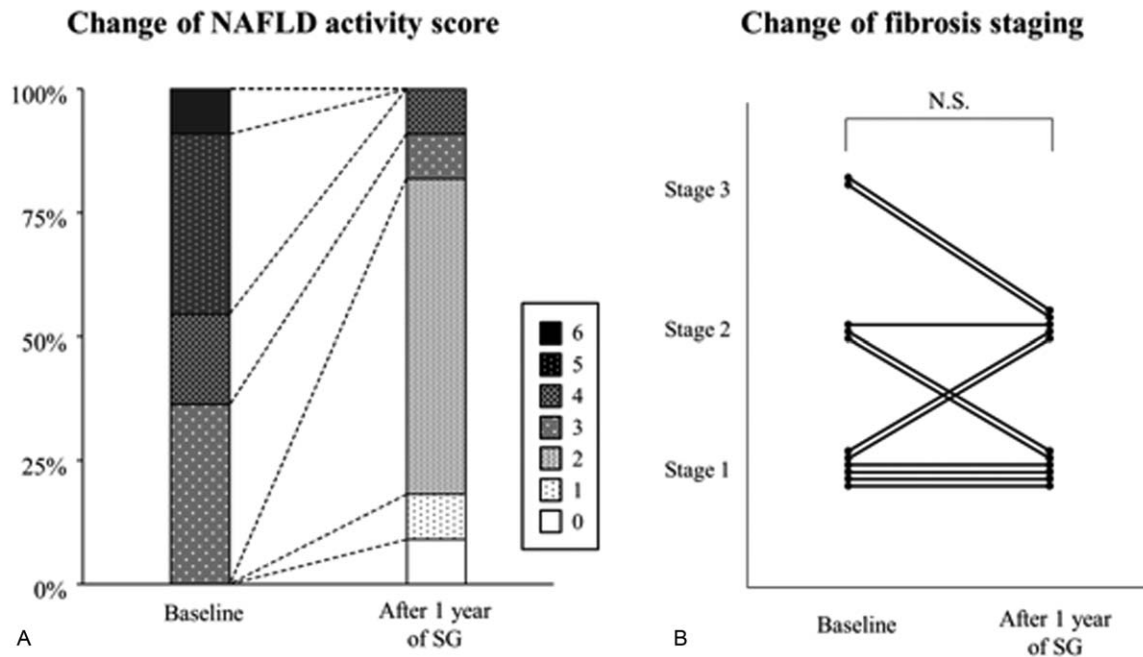 Change of NAFLD activity score
100%
75%
50%
25%
0%
Baseline
After 1 year
of SG
6
5
4
3
2
1
0
A
Change of fibrosis staging
N.S.
Stage 3
Stage 2
Stage 1
Baseline
After 1 year
of SG
B